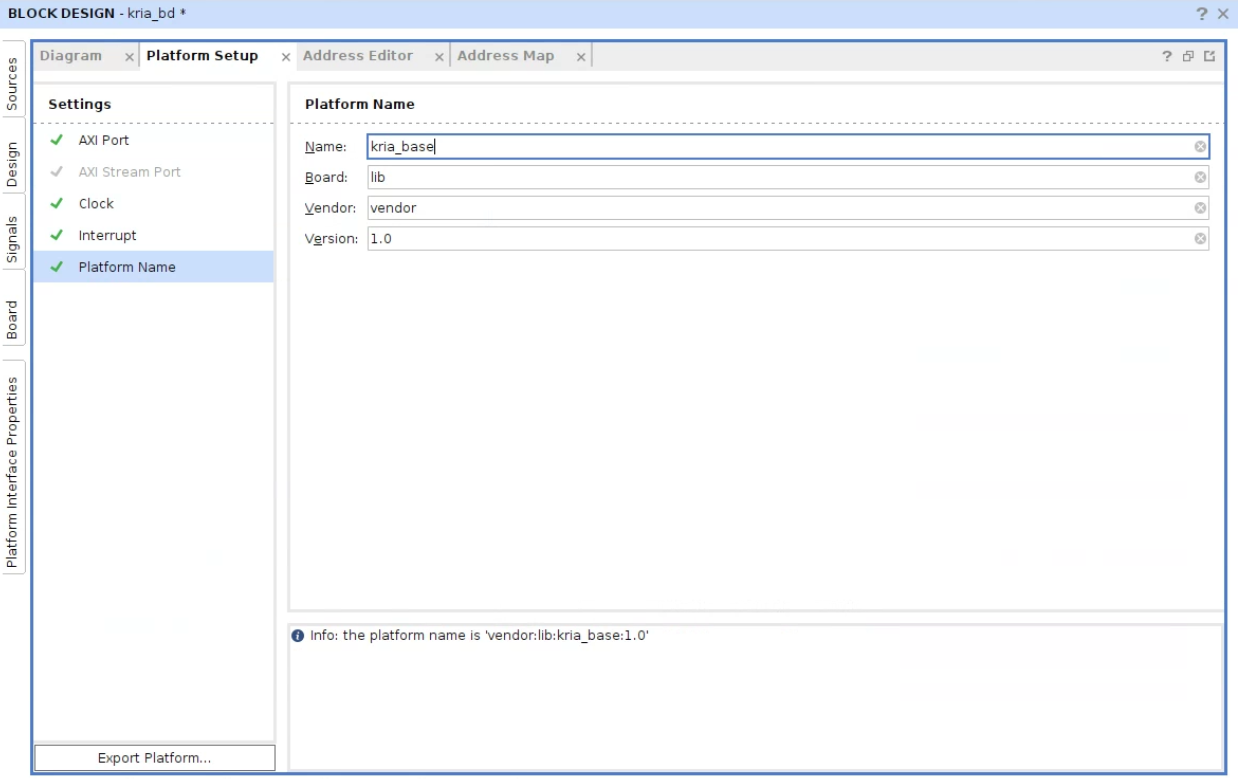 BLOCK DESIGN - kria_bd *
? ×
Diagram × Platform Setup × Address Editor × Address Map ×
?
Sources
Design
Signals
Board
Platform Interface Properties
Settings
AXI Port
AXI Stream Port
Clock
Interrupt
Platform Name
Export Platform...
Platform Name
Name: kria_base
Board: lib
Vendor: vendor
Version: 1.0
Info: the platform name is 'vendor:lib:kria_base:1.0'